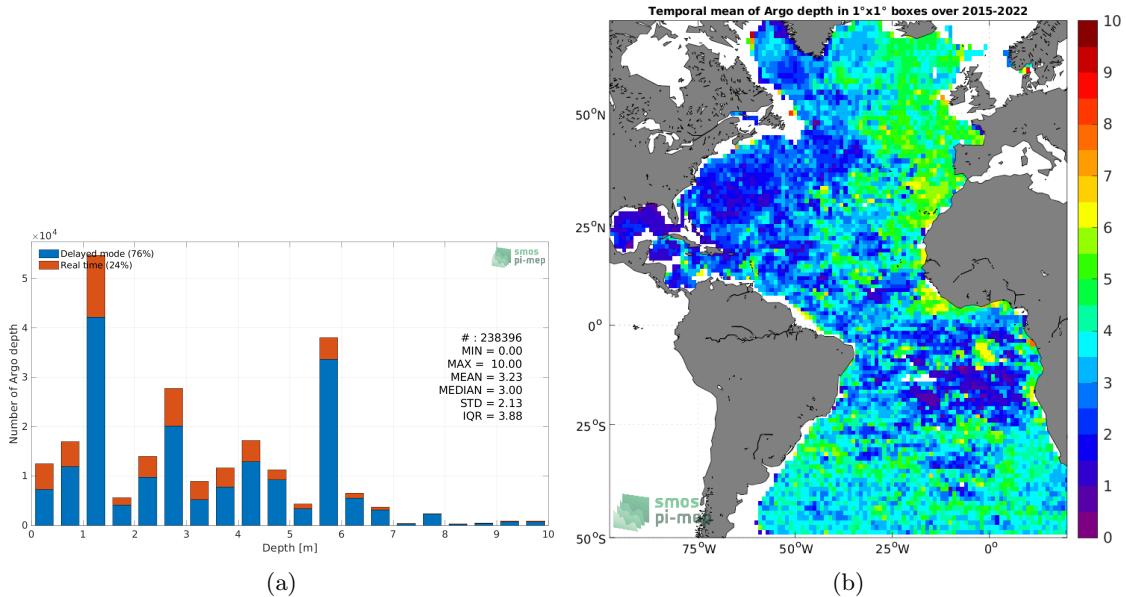 ×10⁴
Delayed mode (76%)
Real time (24%)
smos
pi-mep
# : 238396
MIN = 0.00
MAX = 10.00
MEAN = 3.23
MEDIAN = 3.00
STD = 2.13
IQR = 3.88
Number of Argo depth
5
4
3
2
1
0
0 1 2 3 4 5 6 7 8 9 10
Depth [m]
(a)
Temporal mean of Argo depth in 1°x1° boxes over 2015-2022
50°N
25°N
0°
25°S
50°S
75°W 50°W 25°W 0°
smos
pi-mep
10
9
8
7
6
5
4
3
2
1
0
(b)